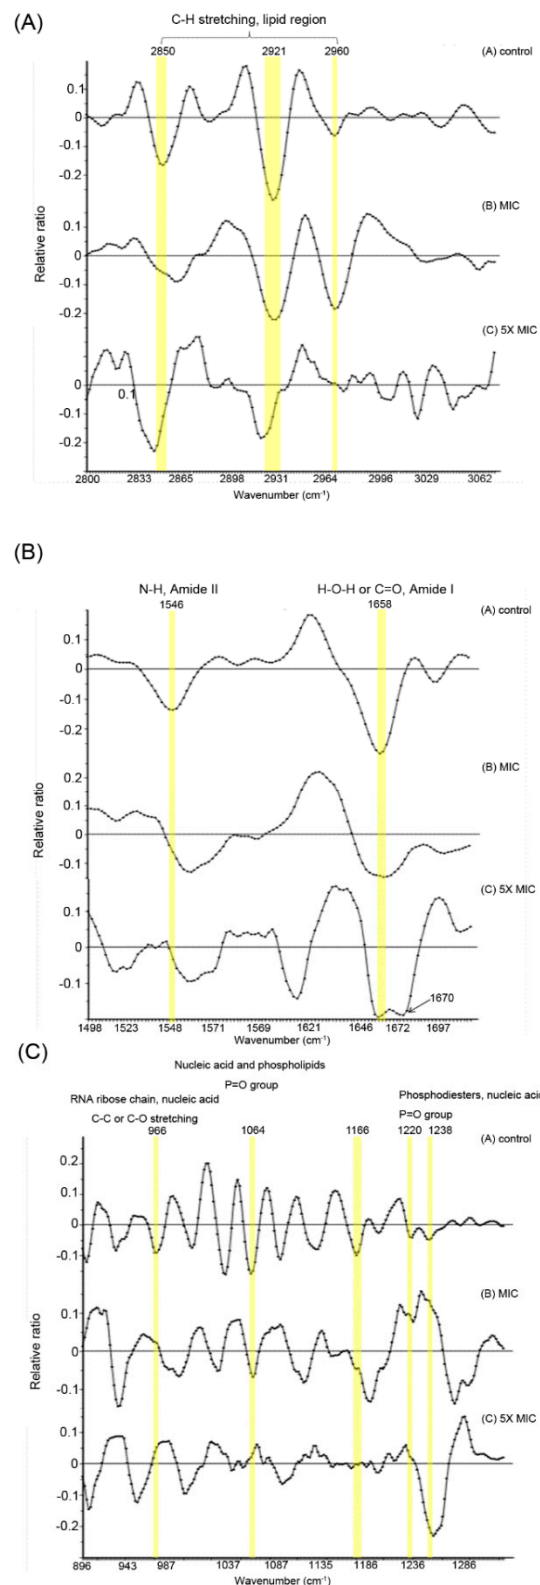 (A)
C-H stretching, lipid region
2850 2921 2960
(A) control
0.1
0
-0.1
-0.2
(B) MIC
0.1
0
-0.1
-0.2
Relative ratio
(C) 5X MIC
0
0.1
-0.1
-0.2
2800 2833 2865 2898 2931 2964 2996 3029 3062
Wavenumber (cm-1)
(B)
N-H, Amide II H-O-H or C=O, Amide I
1546 1658
(A) control
0.1
0
-0.1
-0.2
(B) MIC
0.2
0.1
0
-0.1
Relative ratio
(C) 5X MIC
0.1
0
-0.1
1670
1498 1523 1548 1571 1569 1621 1646 1672 1697
Wavenumber (cm-1)
(C)
Nucleic acid and phospholipids
P=O group
RNA ribose chain, nucleic acid Phosphodiesters, nucleic acid
C-C or C-O stretching P=O group
966 1064 1166 1220 1238
(A) control
0.2
0.1
0
-0.1
(B) MIC
0.1
0
-0.1
Relative ratio
(C) 5X MIC
0.1
0
-0.1
-0.2
896 943 987 1037 1087 1135 1186 1236 1286
Wavenumber (cm-1)